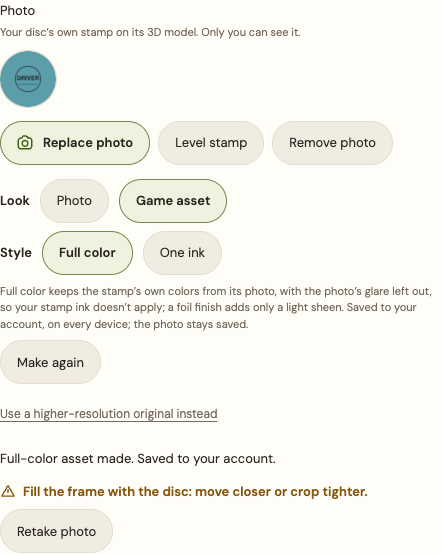 Photo
Your disc's own stamp on its 3D model. Only you can see it.
DRIVER
Replace photo
Level stamp
Remove photo
Look
Photo
Game asset
Style
Full color
One ink
Full color keeps the stamp's own colors from its photo, with the photo's glare left out,
so your stamp ink doesn't apply; a foil finish adds only a light sheen. Saved to your
account, on every device; the photo stays saved.
Make again
Use a higher-resolution original instead
Full-color asset made. Saved to your account.
Fill the frame with the disc: move closer or crop tighter.
Retake photo